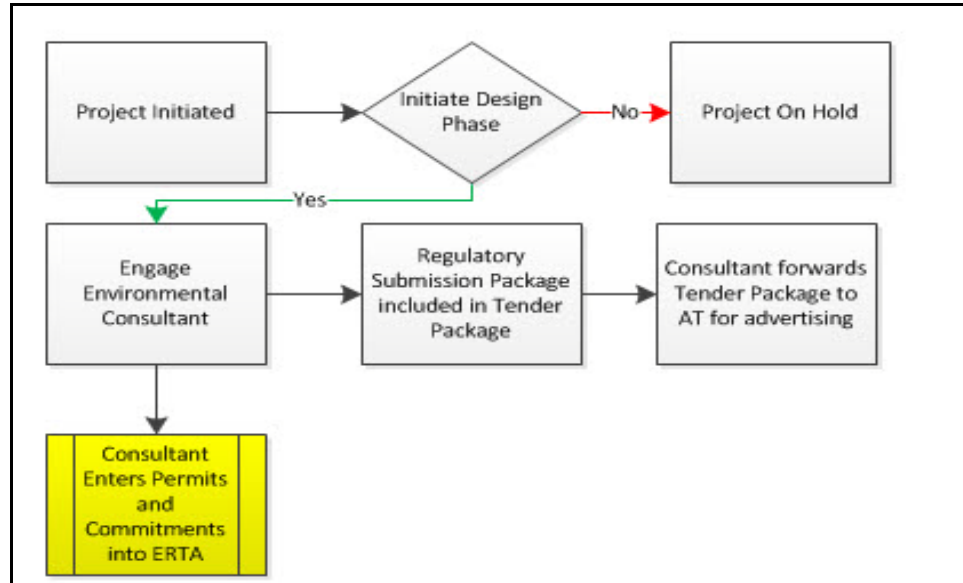 Project Initiated
Initiate Design
Phase
No
Project On Hold
Yes
Engage
Environmental
Consultant
Regulatory
Submission Package
included in Tender
Package
Consultant forwards
Tender Package to
AT for advertising
Consultant
Enters Permits
and
Commitments
into ERTA